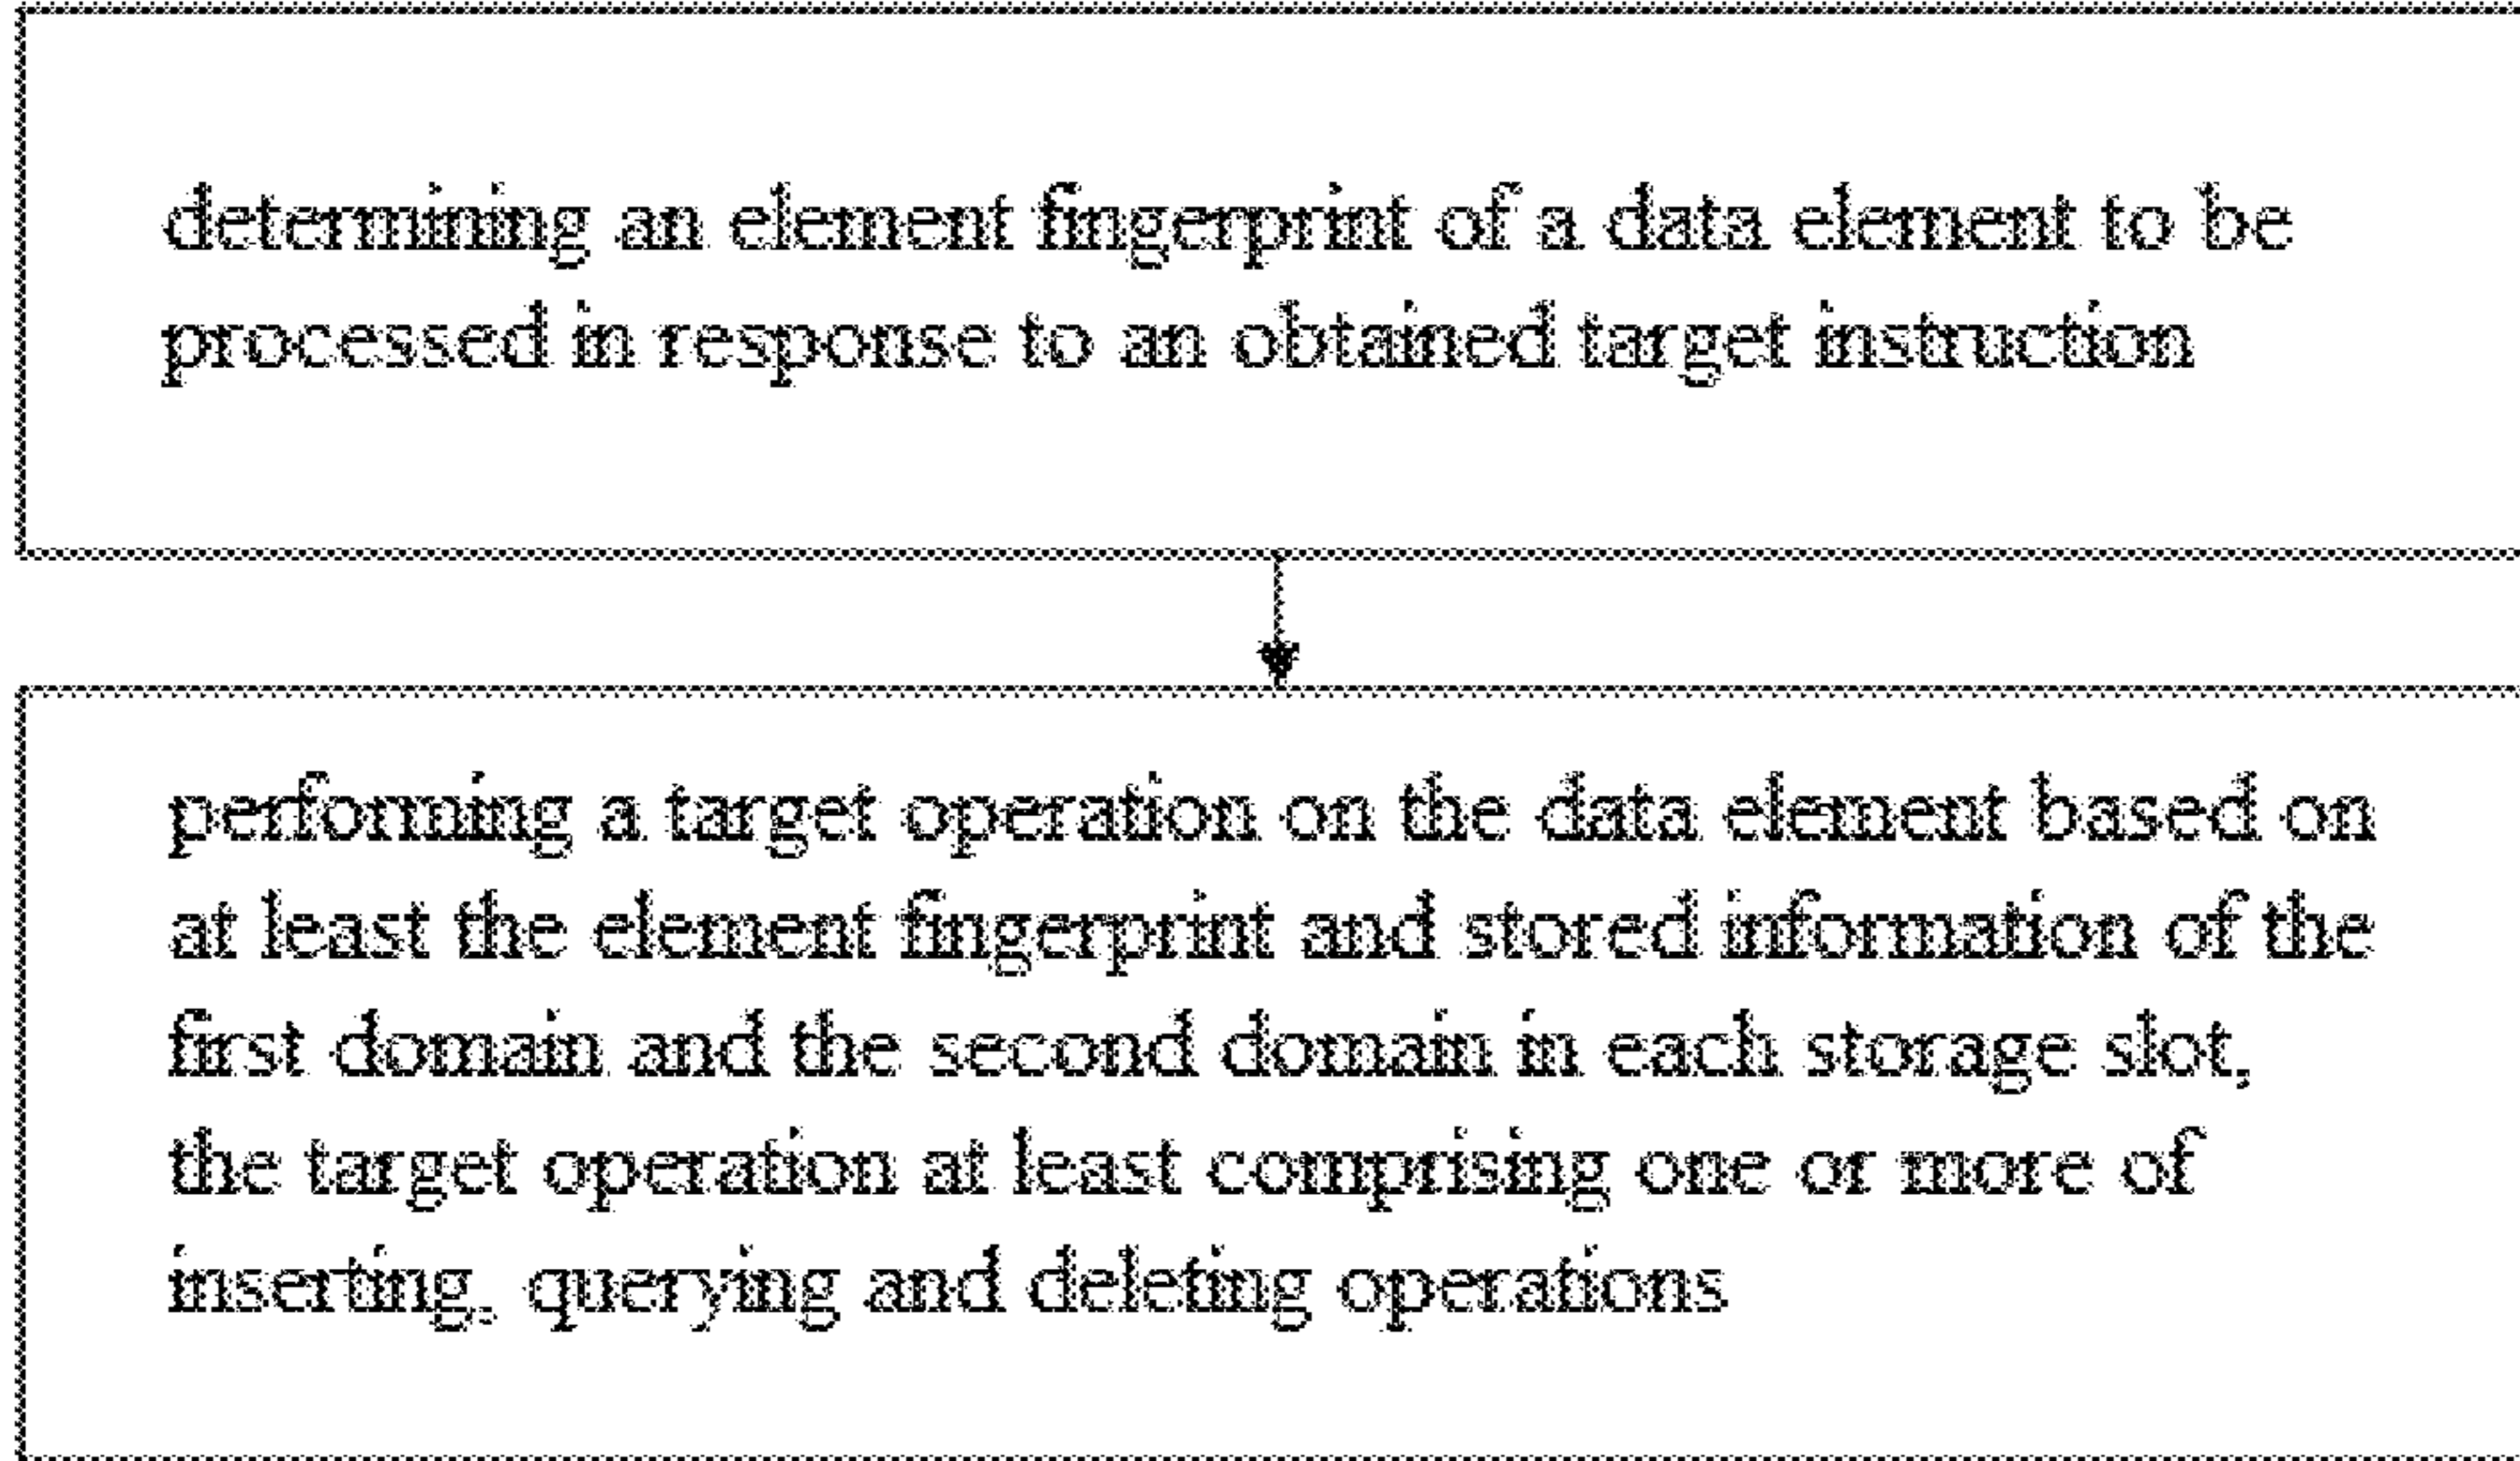 determining an element fingerprint of a data element to be
processed in response to an obtained target instruction
performing a target operation on the data element based on
at least the element fingerprint and stored information of the
first domain and the second domain in each storage slot,
the target operation at least comprising one or more of
inserting, querying and deleting operations